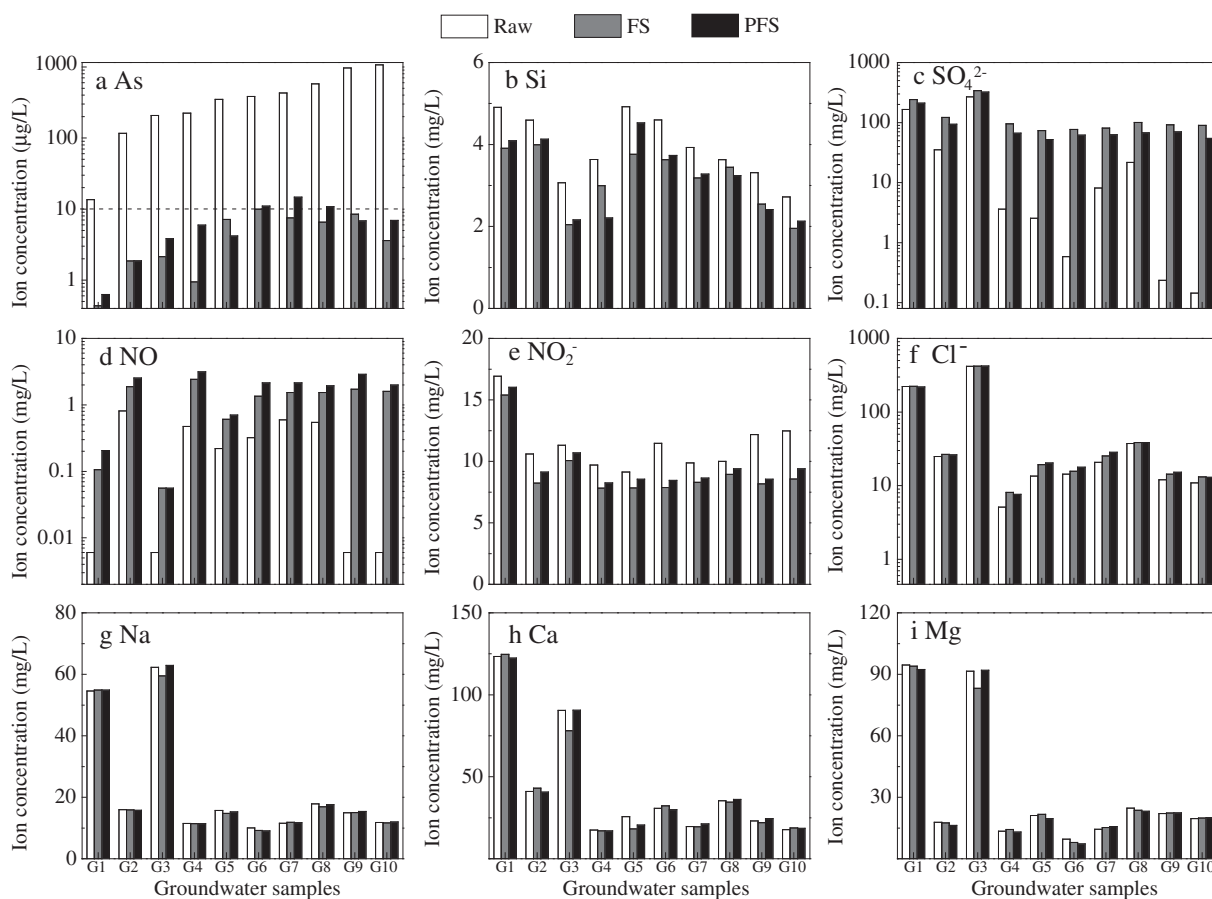 Raw FS PFS
a As
Ion concentration (μg/L)
1000
100
10
1
b Si
Ion concentration (mg/L)
6
4
2
0
c SO₄²⁻
Ion concentration (mg/L)
1000
100
10
1
0.1
d NO
Ion concentration (mg/L)
10
1
0.1
0.01
e NO₂⁻
Ion concentration (mg/L)
20
15
10
5
0
f Cl⁻
Ion concentration (mg/L)
1000
100
10
1
g Na
Ion concentration (mg/L)
80
60
40
20
0
G1 G2 G3 G4 G5 G6 G7 G8 G9 G10
Groundwater samples
h Ca
Ion concentration (mg/L)
150
100
50
0
G1 G2 G3 G4 G5 G6 G7 G8 G9 G10
Groundwater samples
i Mg
Ion concentration (mg/L)
120
90
60
30
G1 G2 G3 G4 G5 G6 G7 G8 G9 G10
Groundwater samples